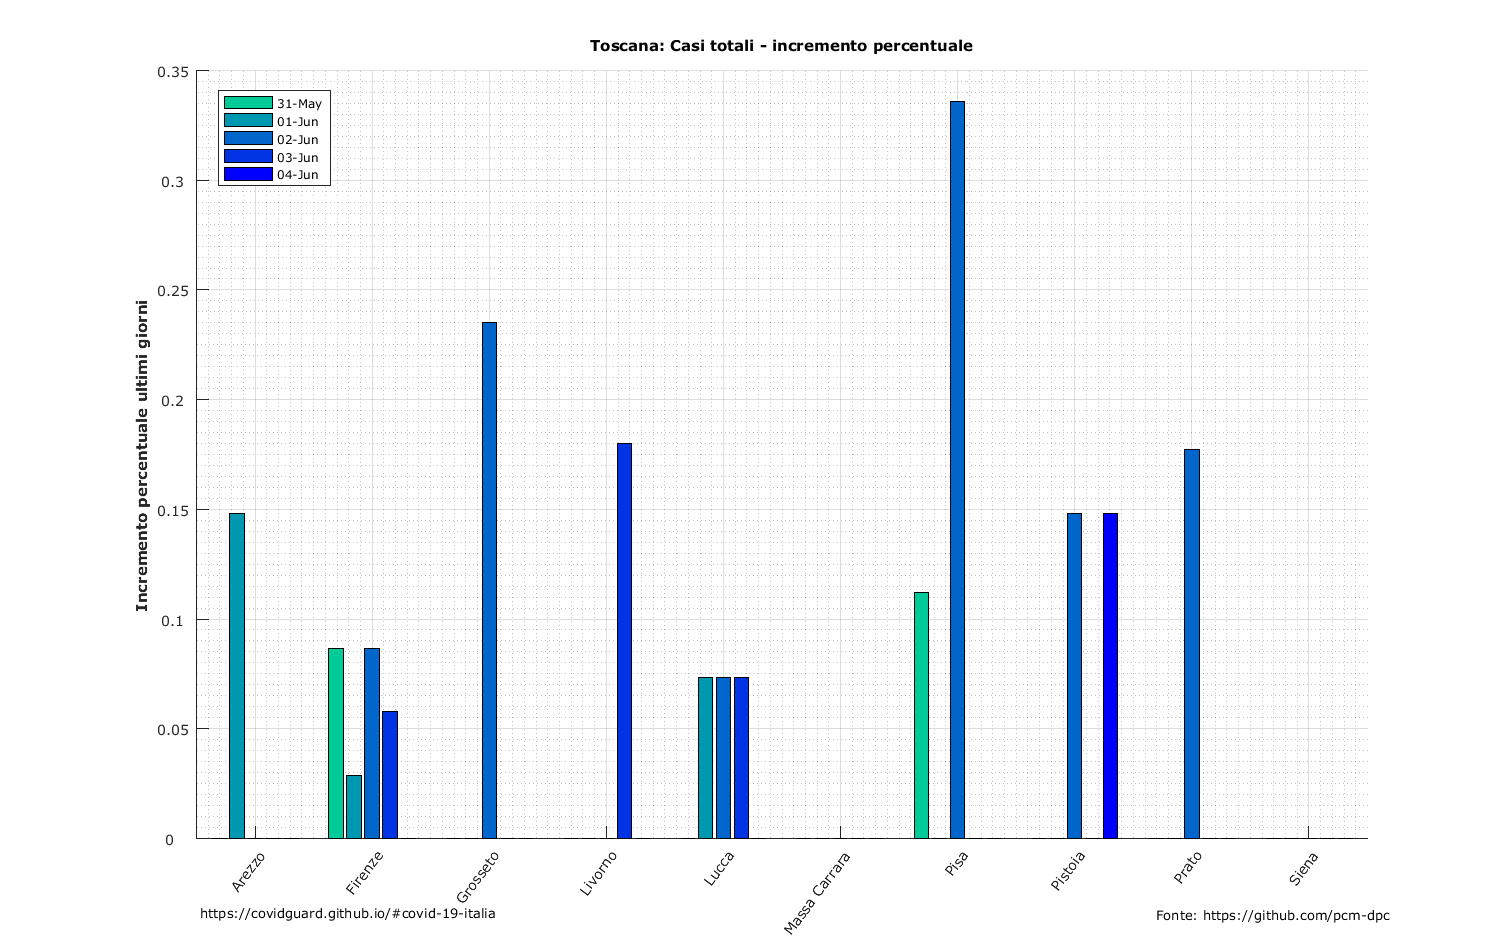 Toscana: Casi totali - incremento percentuale
0.35
0.3
0.25
0.2
0.15
0.1
0.05
0
Incremento percentuale ultimi giorni
31-May
01-Jun
02-Jun
03-Jun
04-Jun
Arezzo
Firenze
Grosseto
Livorno
Lucca
Massa Carrara
Pisa
Pistoia
Prato
Siena
https://covidguard.github.io/#covid-19-italia
Fonte: https://github.com/pcm-dpc